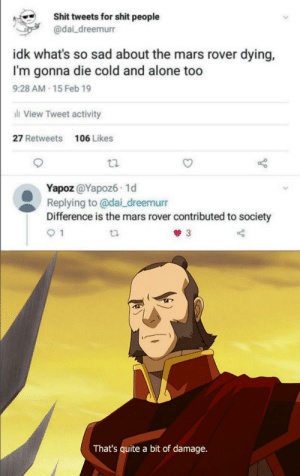 Shit tweets for shit people
@dai_dreemurr
idk what's so sad about the mars rover dying,
I'm gonna die cold and alone too
9:28 AM · 15 Feb 19
View Tweet activity
27 Retweets 106 Likes
Yapoz @Yapoz6 · 1d
Replying to @dai_dreemurr
Difference is the mars rover contributed to society
1 3
That's quite a bit of damage.